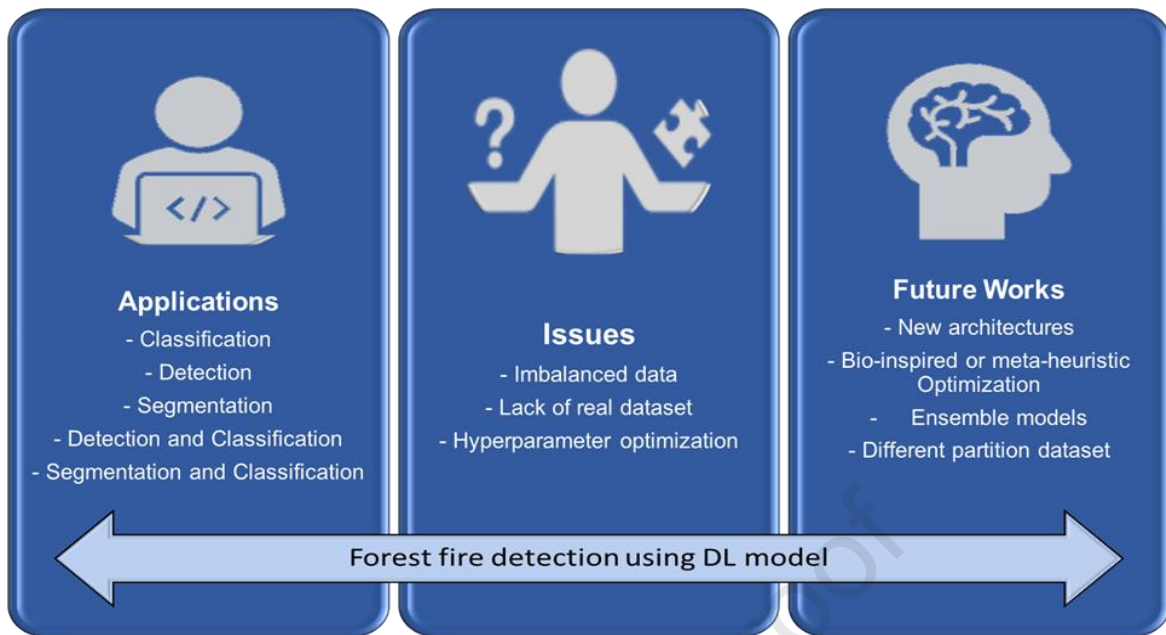 </>
?
Applications
- Classification
- Detection
- Segmentation
- Detection and Classification
- Segmentation and Classification
Issues
- Imbalanced data
- Lack of real dataset
- Hyperparameter optimization
Future Works
- New architectures
- Bio-inspired or meta-heuristic
Optimization
- Ensemble models
- Different partition dataset
Forest fire detection using DL model